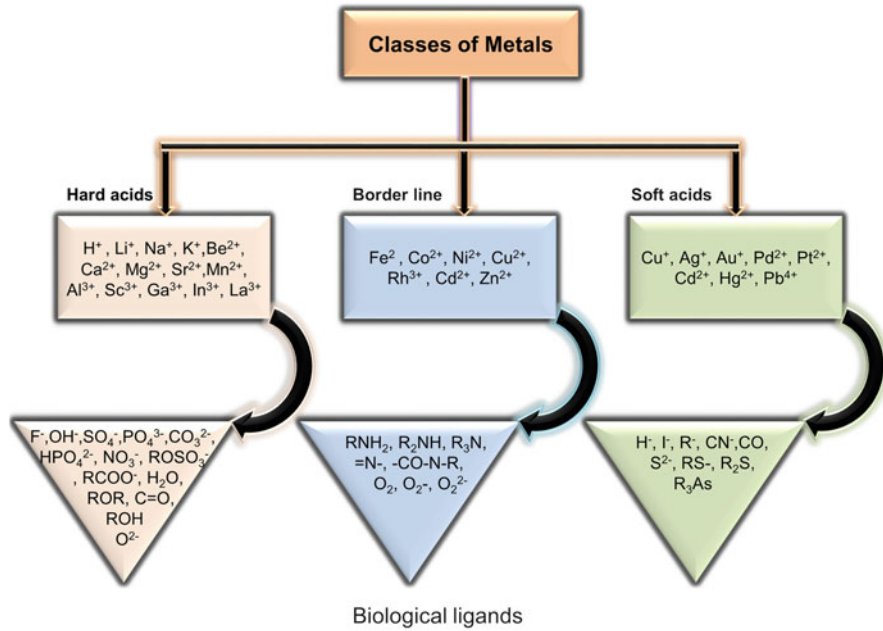 Classes of Metals
Hard acids
H⁺ , Li⁺, Na⁺, K⁺,Be²⁺,
Ca²⁺, Mg²⁺, Sr²⁺,Mn²⁺,
Al³⁺, Sc³⁺, Ga³⁺, In³⁺, La³⁺
Border line
Fe² , Co²⁺, Ni²⁺, Cu²⁺,
Rh³⁺ , Cd²⁺, Zn²⁺
Soft acids
Cu⁺, Ag⁺, Au⁺, Pd²⁺, Pt²⁺,
Cd²⁺, Hg²⁺, Pb⁴⁺
F⁻,OH⁻,SO₄⁻,PO₄³⁻,CO₃²⁻,
HPO₄²⁻, NO₃⁻, ROSO₃⁻
, RCOO⁻, H₂O,
ROR, C=O,
ROH
O²⁻
RNH₂, R₂NH, R₃N,
=N-, -CO-N-R,
O₂, O₂-, O₂²⁻
H⁻, I⁻, R⁻, CN⁻,CO,
S²⁻, RS-, R₂S,
R₃As
Biological ligands